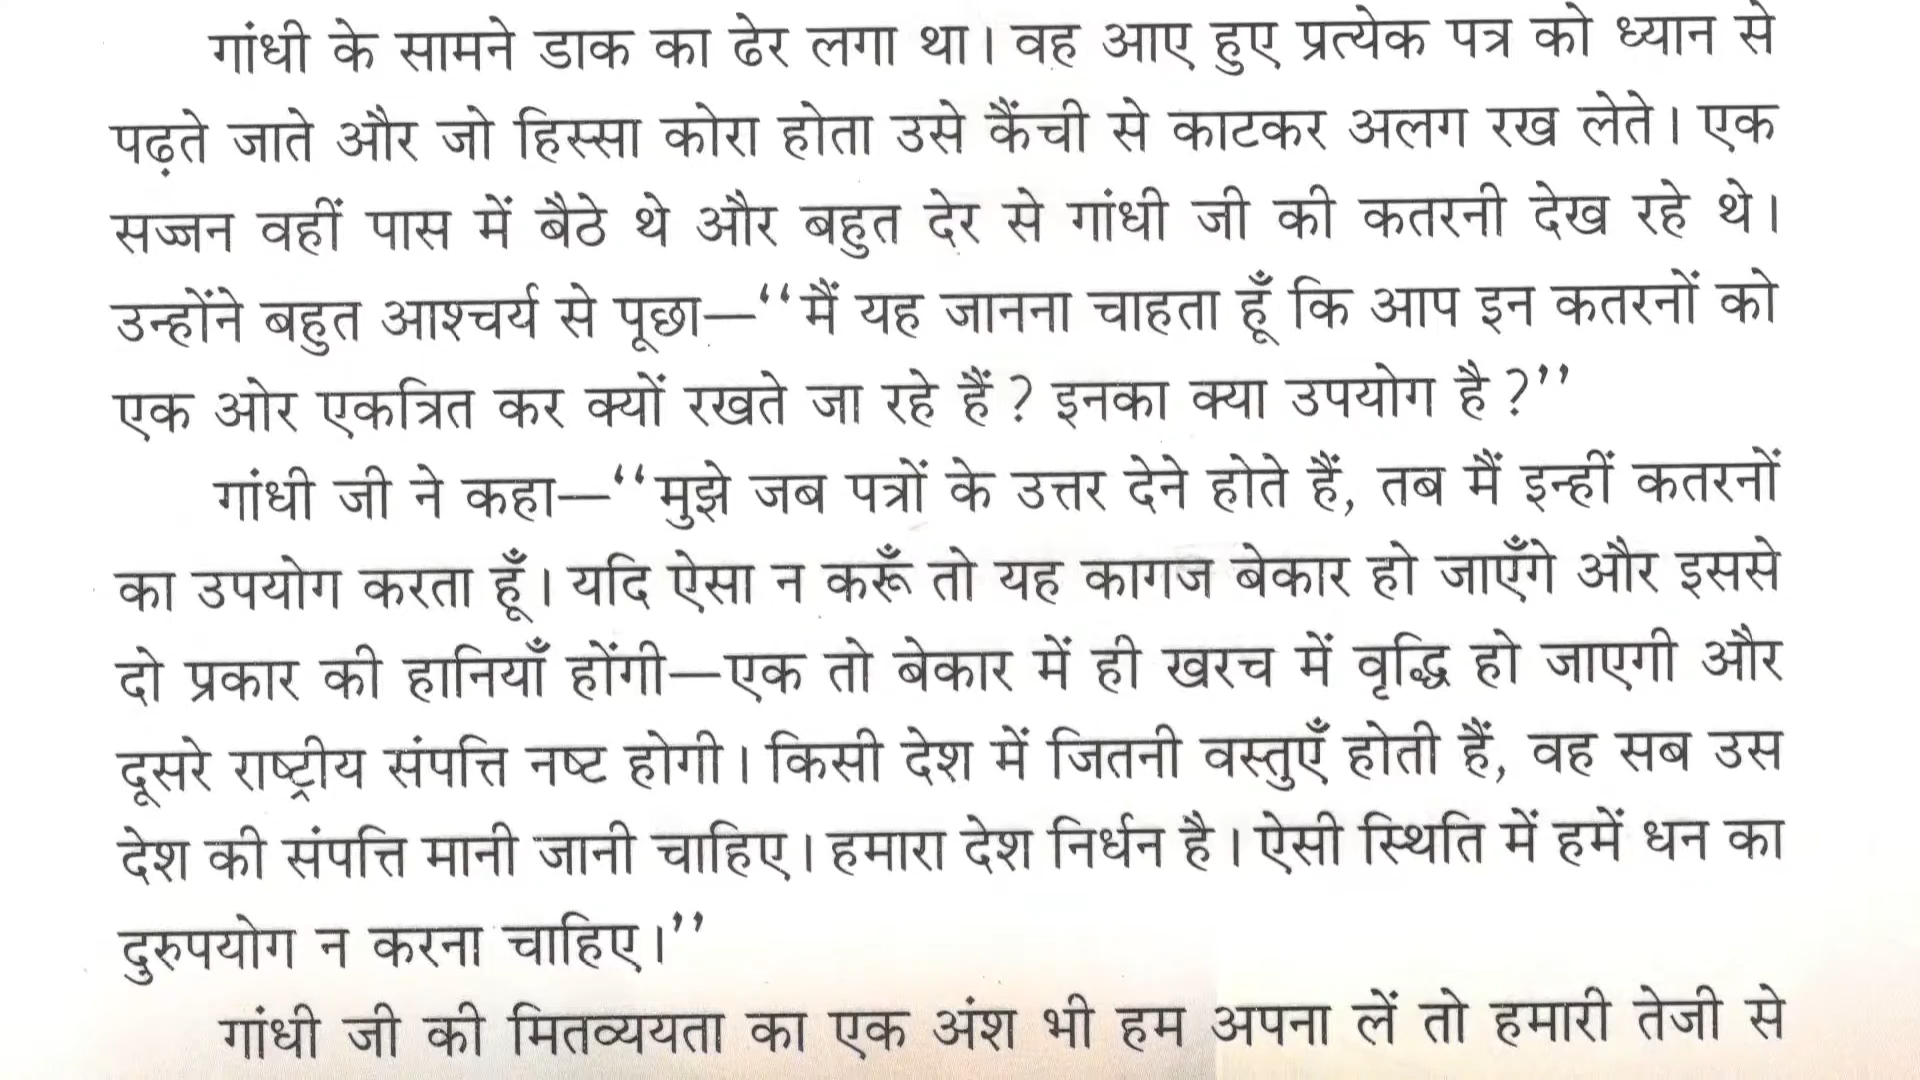 गांधी के सामने डाक का ढेर लगा था। वह आए हुए प्रत्येक पत्र को ध्यान से
पढ़ते जाते और जो हिस्सा कोरा होता उसे कैंची से काटकर अलग रख लेते। एक
सज्जन वहीं पास में बैठे थे और बहुत देर से गांधी जी की कतरनी देख रहे थे।
उन्होंने बहुत आश्चर्य से पूछा—‘‘मैं यह जानना चाहता हूँ कि आप इन कतरनों को
एक ओर एकत्रित कर क्यों रखते जा रहे हैं ? इनका क्या उपयोग है ?’’
गांधी जी ने कहा—‘‘मुझे जब पत्रों के उत्तर देने होते हैं, तब मैं इन्हीं कतरनों
का उपयोग करता हूँ। यदि ऐसा न करूँ तो यह कागज बेकार हो जाएँगे और इससे
दो प्रकार की हानियाँ होंगी—एक तो बेकार में ही खरच में वृद्धि हो जाएगी और
दूसरे राष्ट्रीय संपत्ति नष्ट होगी। किसी देश में जितनी वस्तुएँ होती हैं, वह सब उस
देश की संपत्ति मानी जानी चाहिए। हमारा देश निर्धन है। ऐसी स्थिति में हमें धन का
दुरुपयोग न करना चाहिए।’’
गांधी जी की मितव्ययता का एक अंश भी हम अपना लें तो हमारी तेजी से